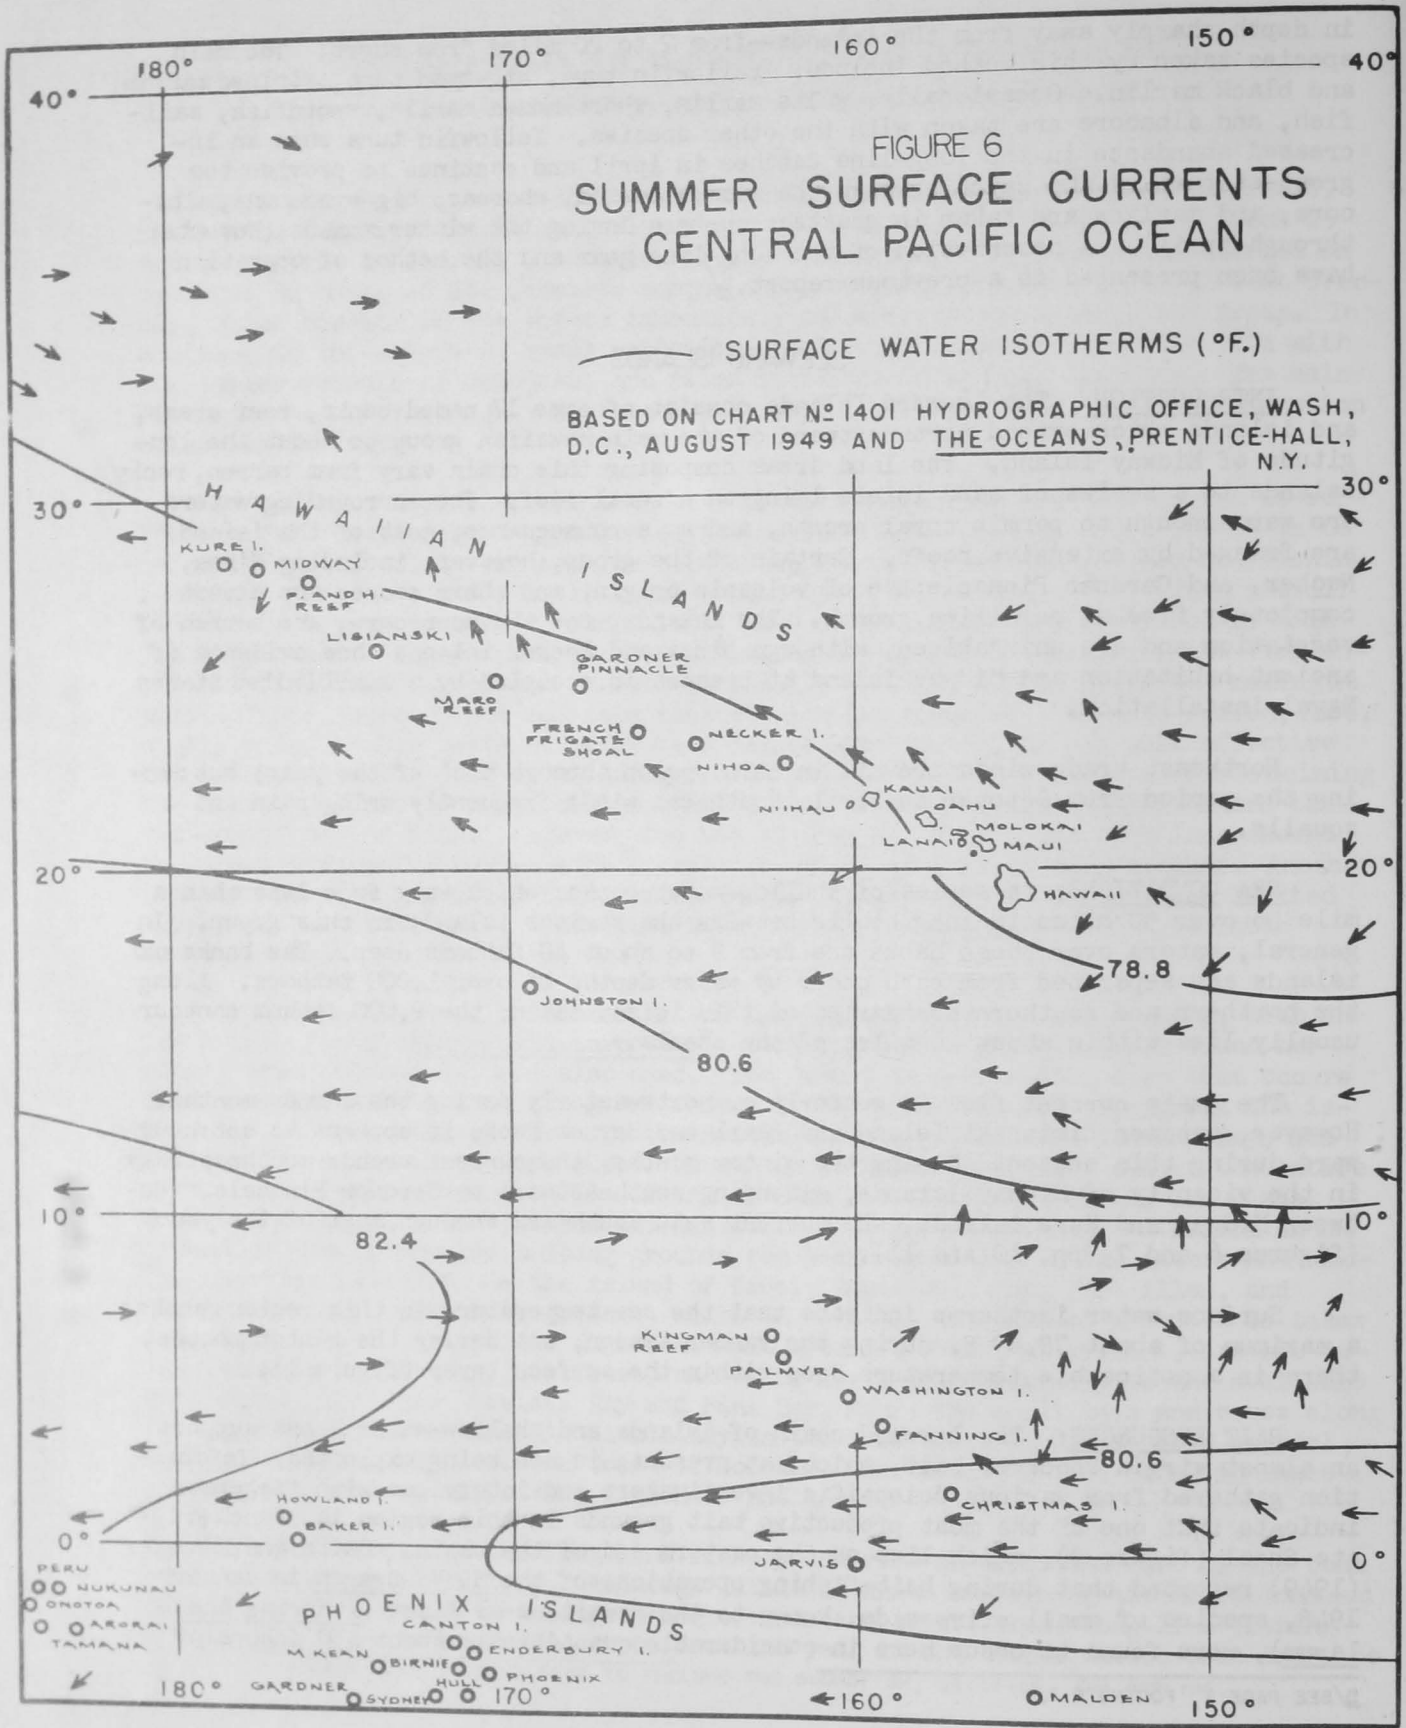 180° 170° 160° 150°
40° 40°
FIGURE 6
SUMMER SURFACE CURRENTS
CENTRAL PACIFIC OCEAN
SURFACE WATER ISOTHERMS (°F.)
BASED ON CHART Nº 1401 HYDROGRAPHIC OFFICE, WASH,
D.C., AUGUST 1949 AND THE OCEANS, PRENTICE-HALL,
N.Y.
30° 30°
HAWAIIAN ISLANDS
KURE I.
MIDWAY
P. AND H
REEF
LISIANSKI
GARDNER
PINNACLE
MARO
REEF
FRENCH
FRIGATE
SHOAL
NECKER I.
NIHOA
KAUAI
NIIHAU
OAHU
MOLOKAI
LANAI
MAUI
20° 20°
HAWAII
78.8
JOHNSTON I.
80.6
10° 10°
82.4
KINGMAN
REEF
PALMYRA
WASHINGTON I.
FANNING I.
80.6
CHRISTMAS I.
HOWLAND I.
BAKER I.
0° 0°
JARVIS
PERU
NUKUNAU
ONOTOA
ARORAI
TAMANA
PHOENIX ISLANDS
CANTON I.
ENDERBURY I.
M KEAN
BIRNIE
PHOENIX
HULL
GARDNER
SYDNEY
MALDEN
180° 170° 160° 150°